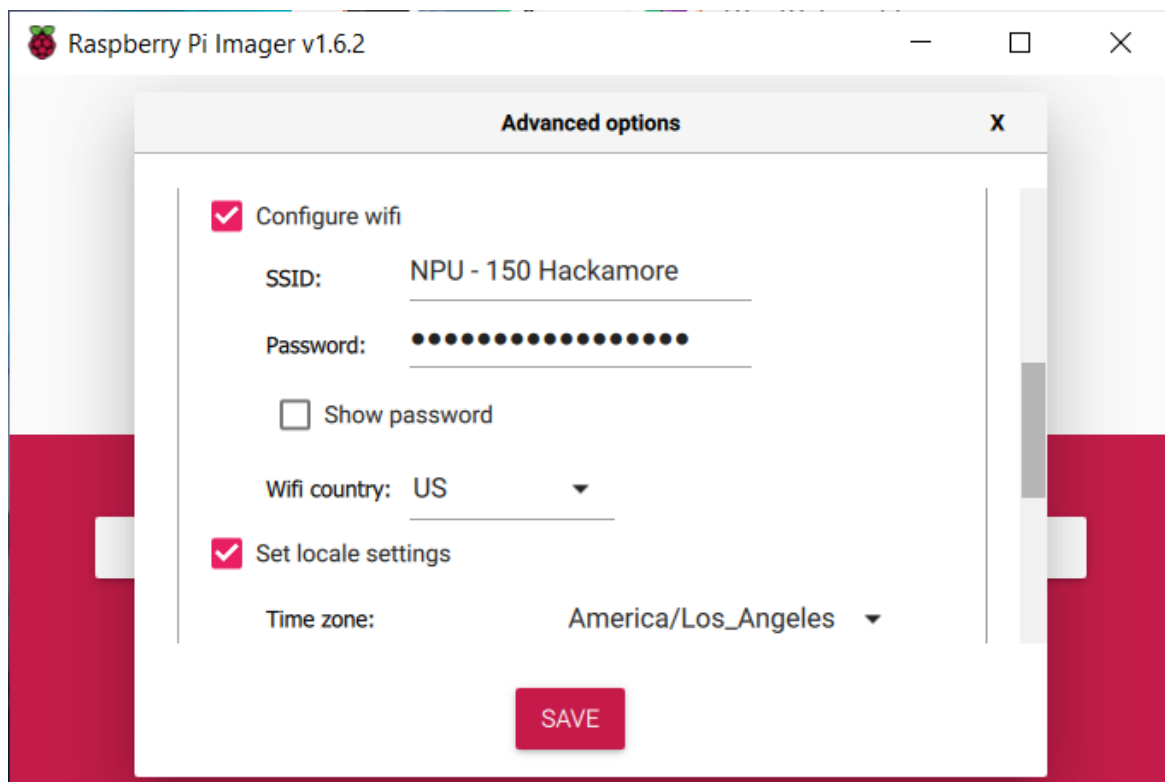 Raspberry Pi Imager v1.6.2
Advanced options X
Configure wifi
SSID: NPU - 150 Hackamore
Password: •••••••••••••••••
Show password
Wifi country: US
Set locale settings
Time zone: America/Los_Angeles
SAVE